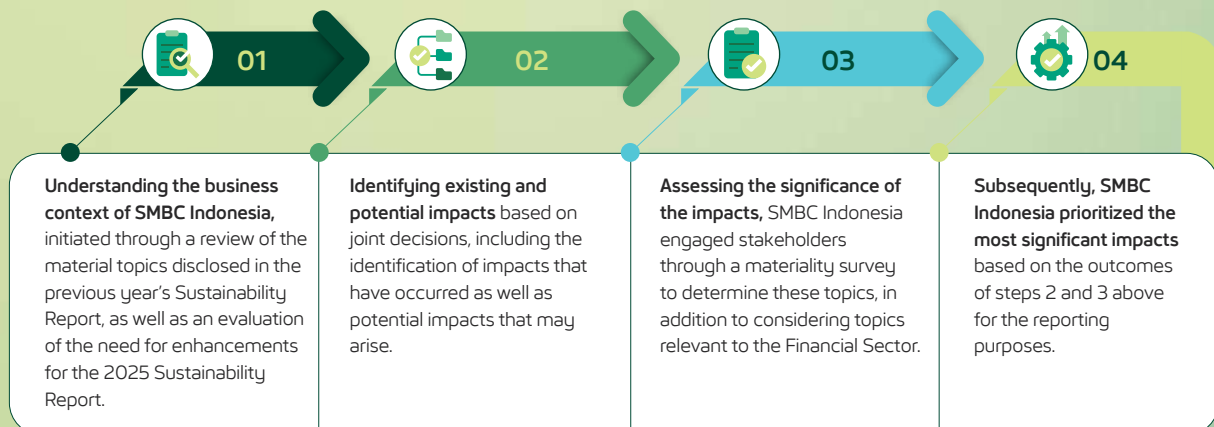 01
02
03
04
Understanding the business
context of SMBC Indonesia,
initiated through a review of the
material topics disclosed in the
previous year's Sustainability
Report, as well as an evaluation
of the need for enhancements
for the 2025 Sustainability
Report.
Identifying existing and
potential impacts based on
joint decisions, including the
identification of impacts that
have occurred as well as
potential impacts that may
arise.
Assessing the significance of
the impacts, SMBC Indonesia
engaged stakeholders
through a materiality survey
to determine these topics, in
addition to considering topics
relevant to the Financial Sector.
Subsequently, SMBC
Indonesia prioritized the
most significant impacts
based on the outcomes
of steps 2 and 3 above
for the reporting
purposes.